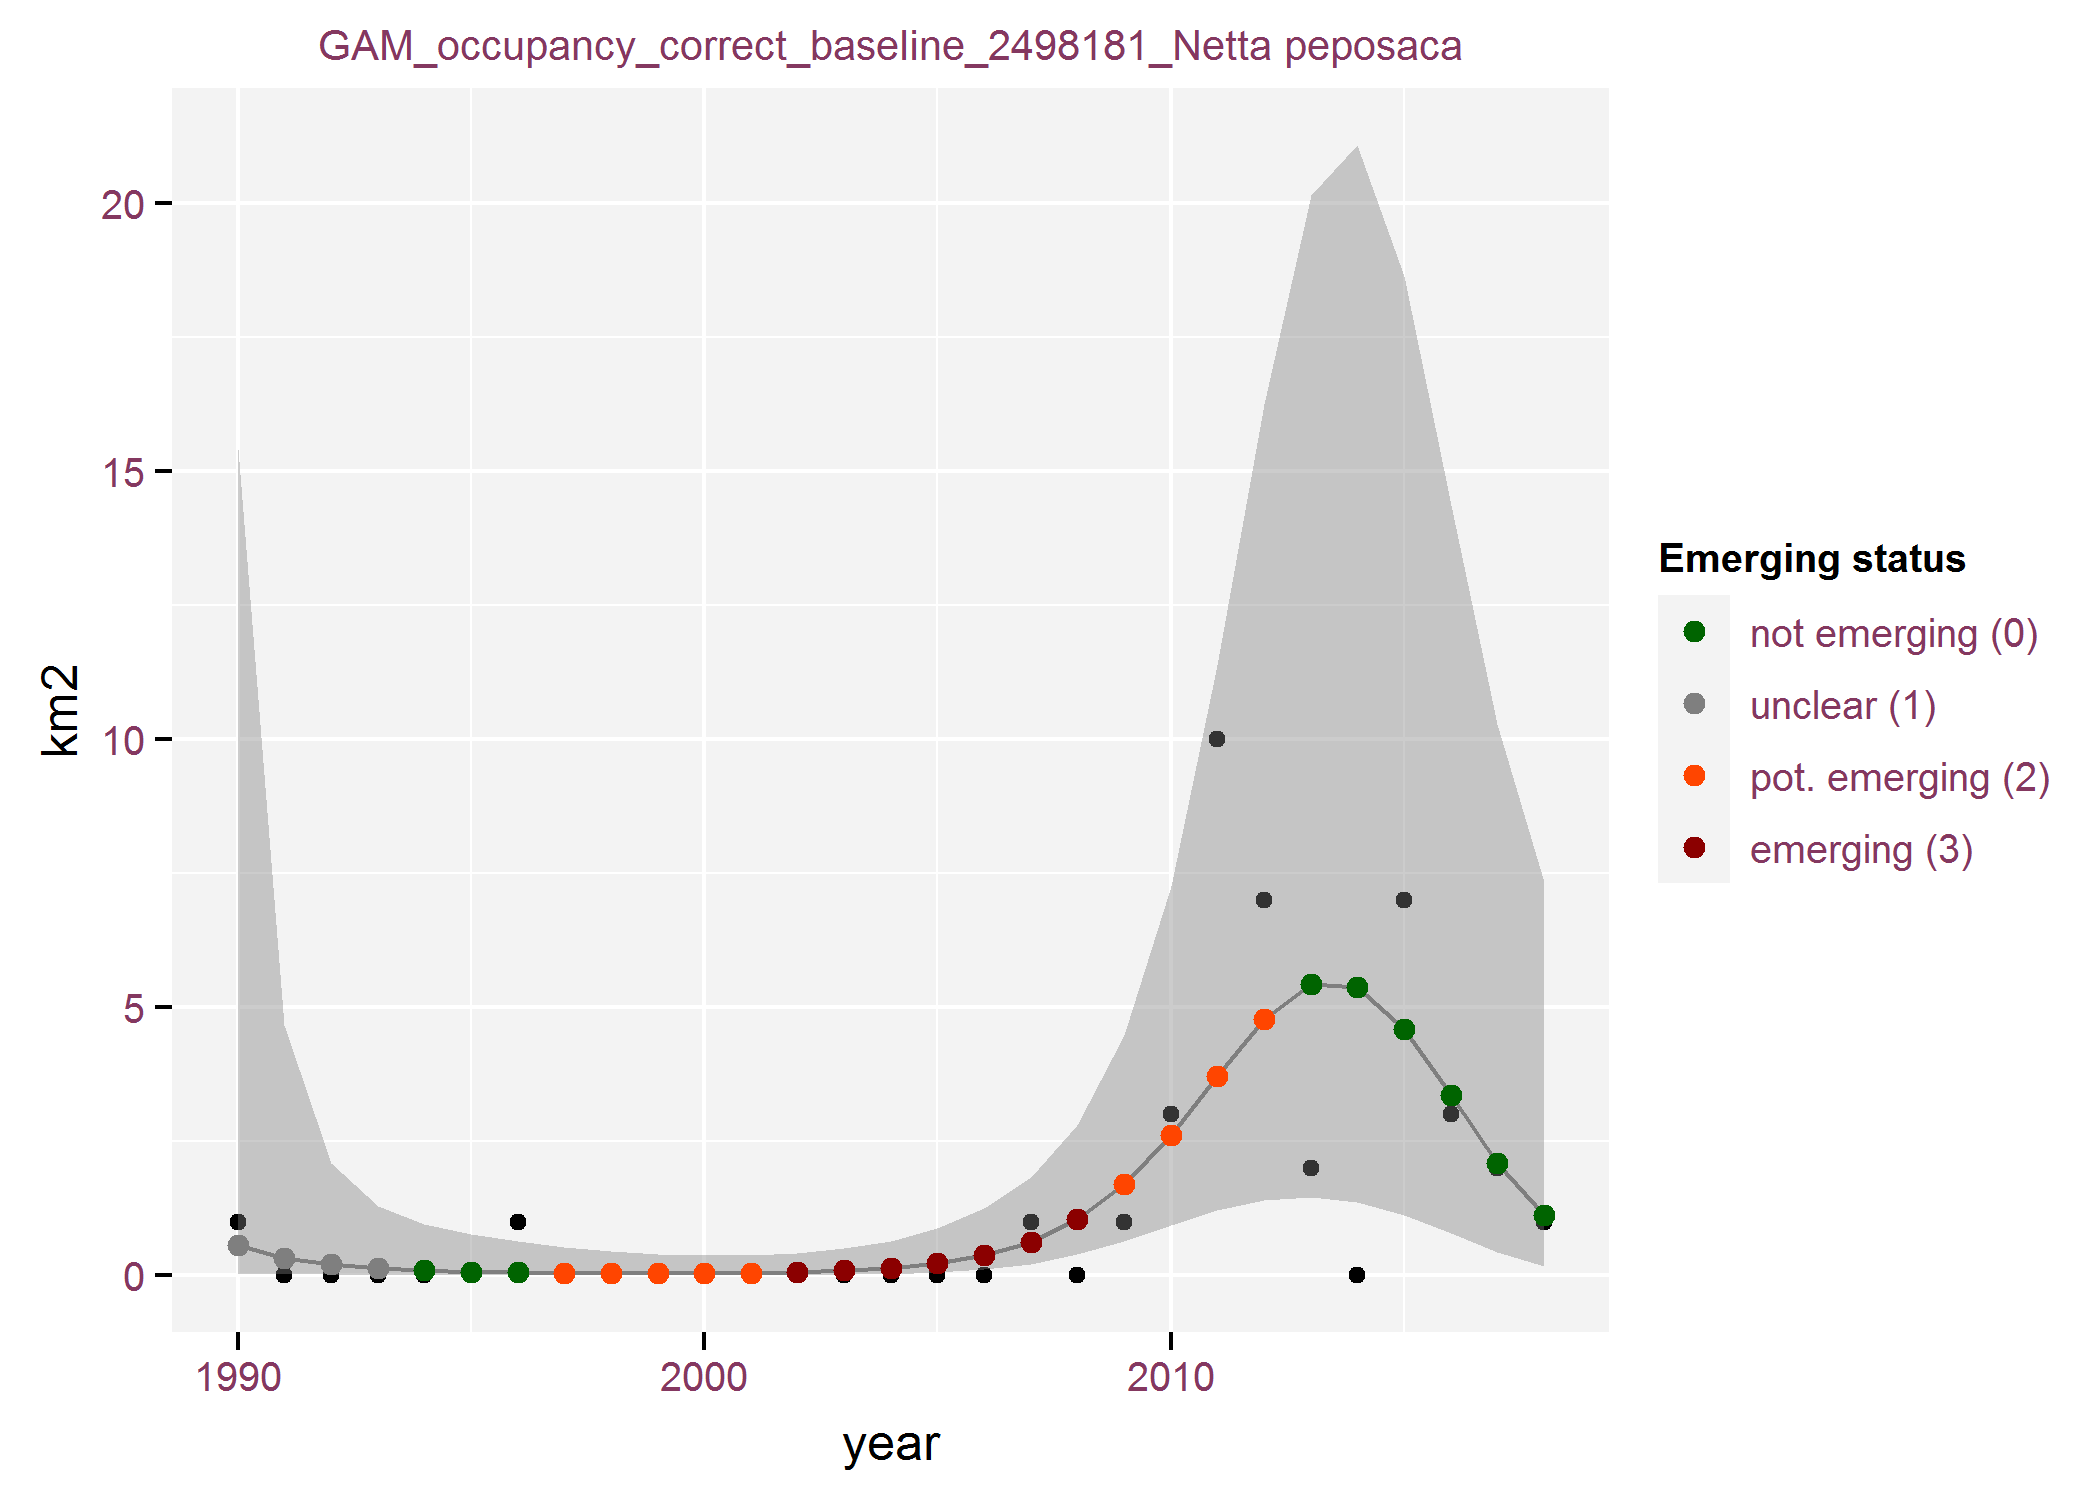 GAM_occupancy_correct_baseline_2498181_Netta peposaca
20
15
10
5
0
km2
1990 2000 2010
year
Emerging status
not emerging (0)
unclear (1)
pot. emerging (2)
emerging (3)